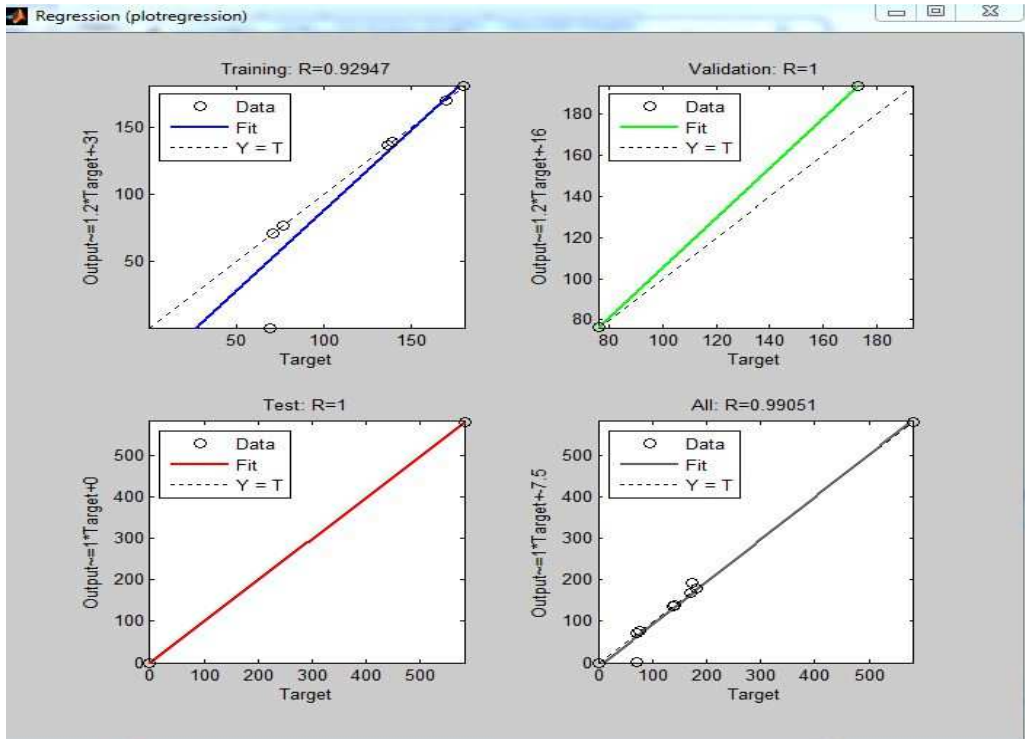 Regression (plotregression)
Training: R=0.92947
Output~=1.2*Target+-31
Data
Fit
Y = T
150
100
50
50 100 150
Target
Validation: R=1
Output~=1.2*Target+-16
Data
Fit
Y = T
180
160
140
120
100
80
80 100 120 140 160 180
Target
Test: R=1
Output~=1*Target+0
Data
Fit
Y = T
500
400
300
200
100
0
0 100 200 300 400 500
Target
All: R=0.99051
Output~=1*Target+-7.5
Data
Fit
Y = T
500
400
300
200
100
0
0 100 200 300 400 500
Target